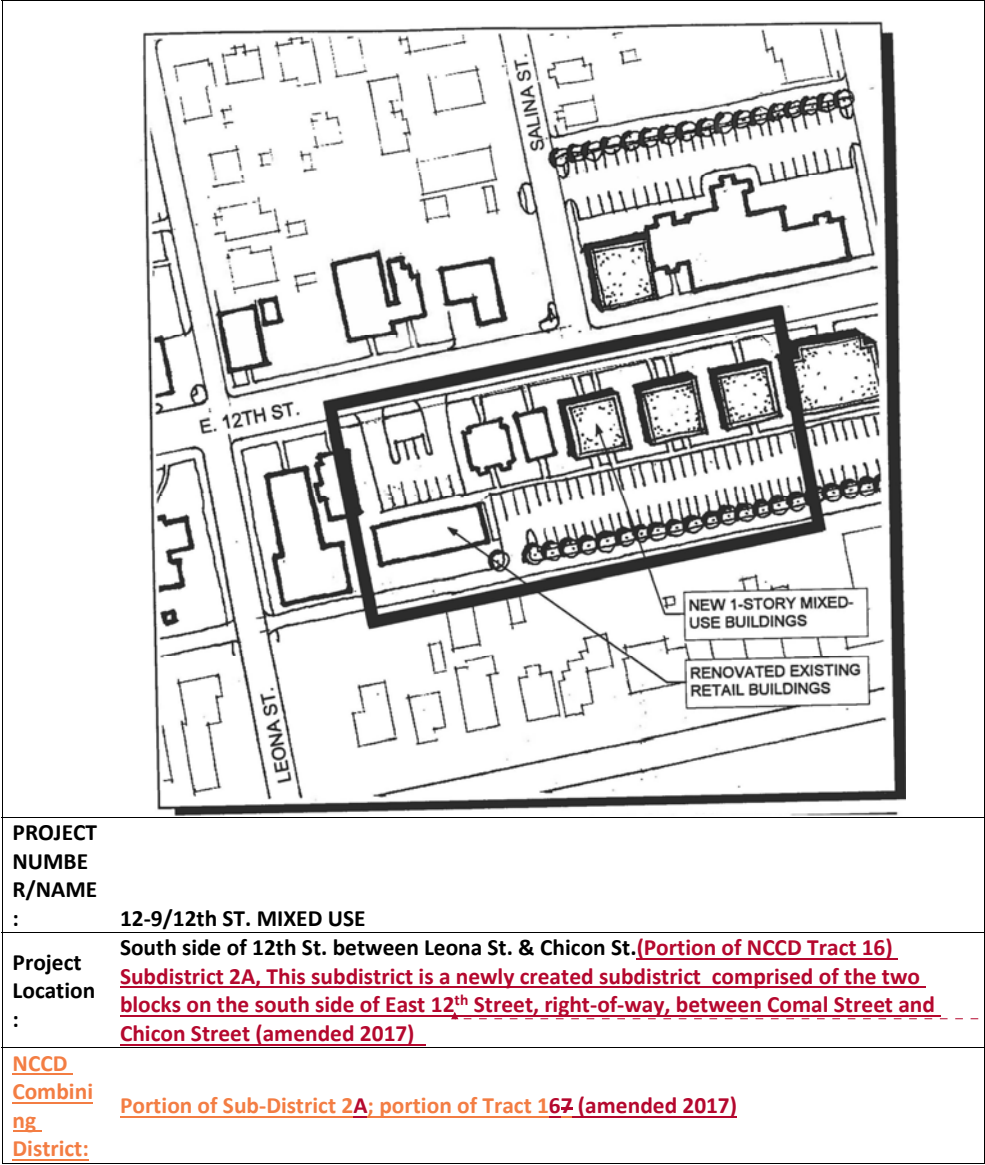 SALINA ST.
E. 12TH ST.
LEONA ST.
NEW 1-STORY MIXED-
USE BUILDINGS
RENOVATED EXISTING
RETAIL BUILDINGS
PROJECT
NUMBE
R/NAME
: 12-9/12th ST. MIXED USE
Project
Location
:
South side of 12th St. between Leona St. & Chicon St.(Portion of NCCD Tract 16)
Subdistrict 2A, This subdistrict is a newly created subdistrict comprised of the two
blocks on the south side of East 12th Street, right-of-way, between Comal Street and
Chicon Street (amended 2017)
NCCD
Combini
ng
District:
Portion of Sub-District 2A; portion of Tract 167 (amended 2017)